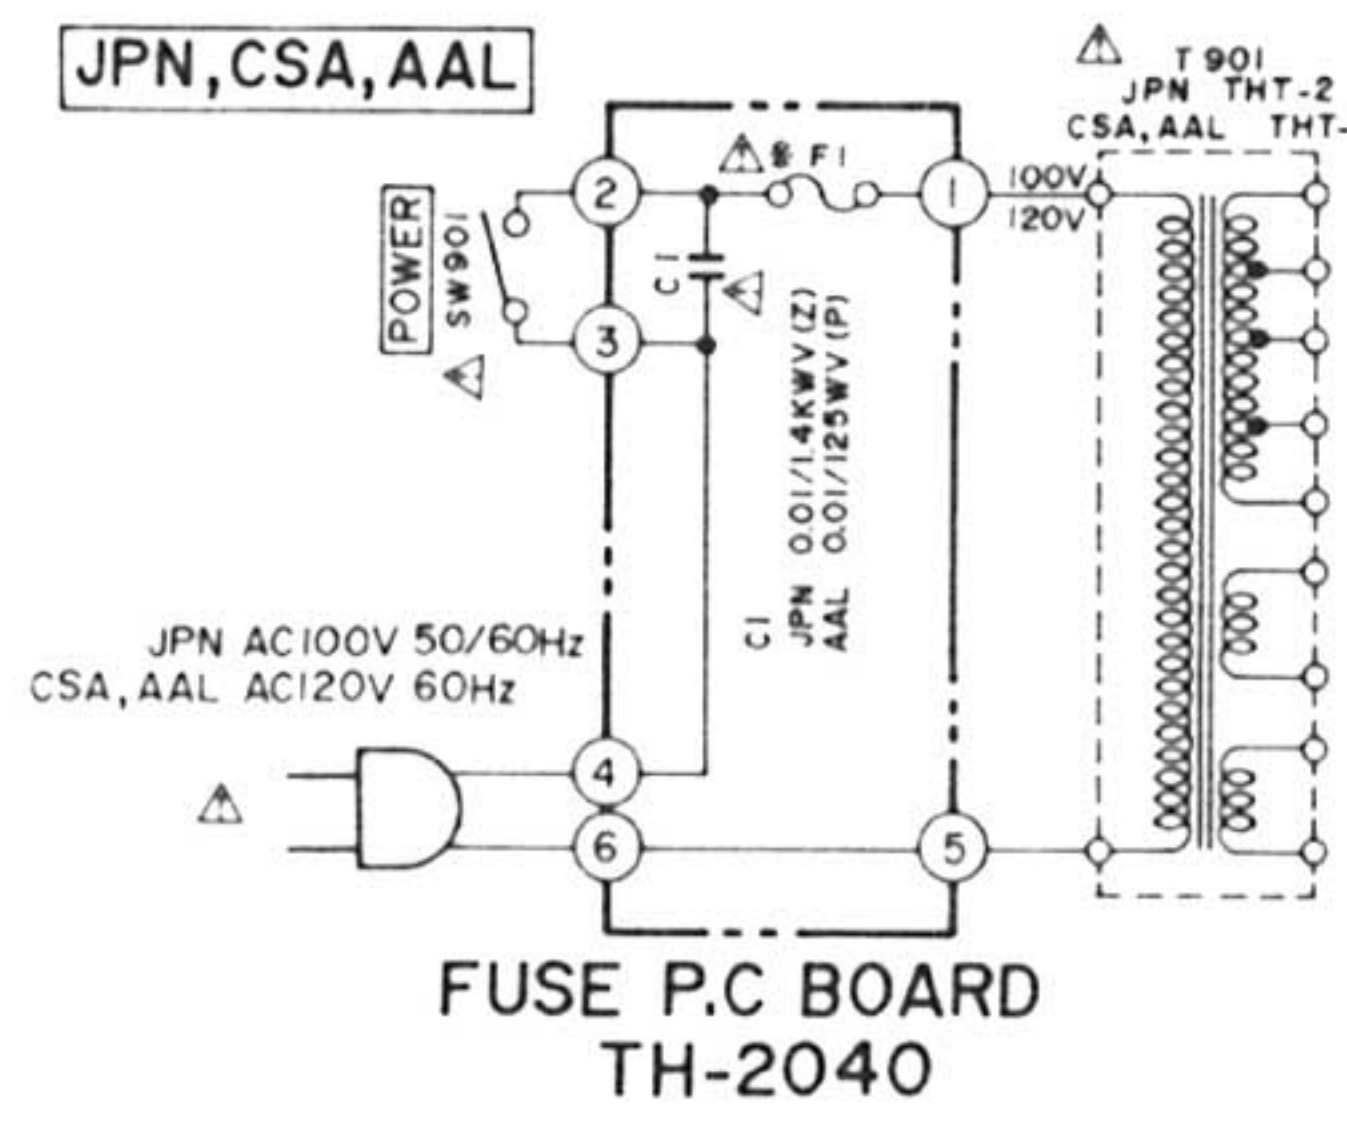 JPN,CSA,AAL
T901
JPN THT-2
CSA,AAL THT-
※ F1
2
1
100V
120V
POWER
SW901
C1
3
C1
JPN 0.01/1.4KWV(Z)
AAL 0.01/125WV(P)
JPN AC100V 50/60Hz
CSA,AAL AC120V 60Hz
4
6
5
FUSE P.C BOARD
TH-2040